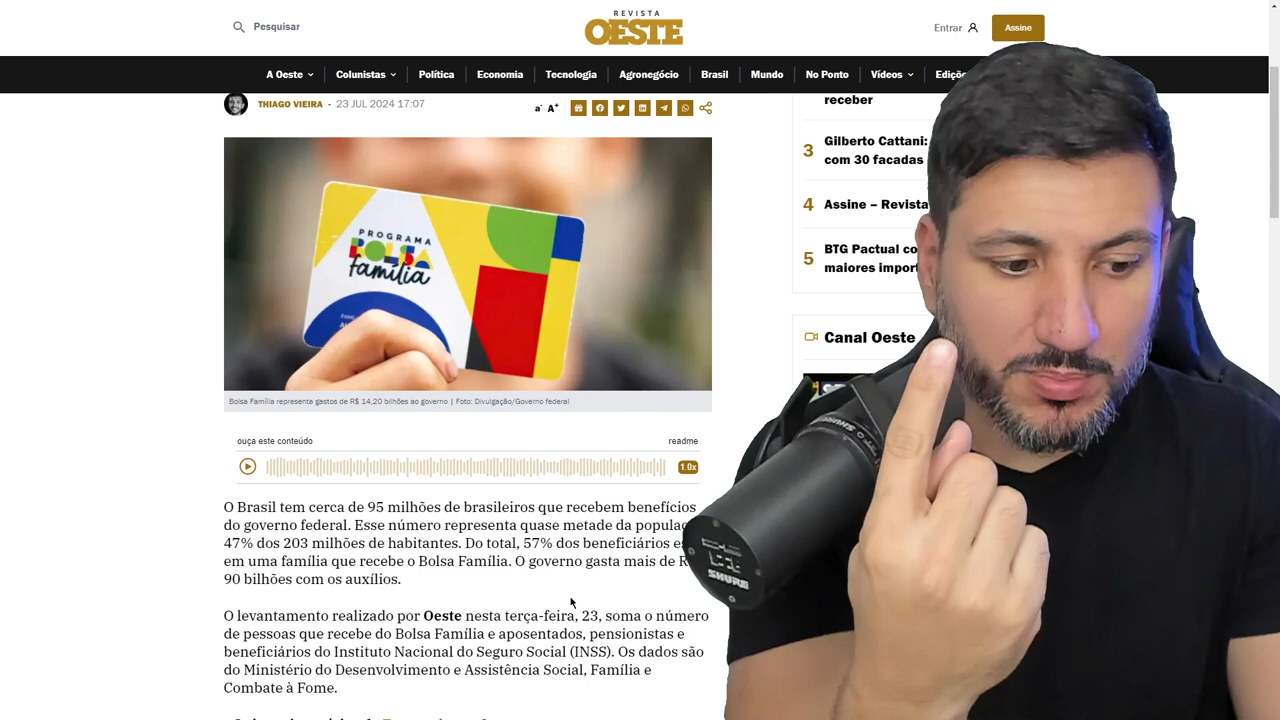 Pesquisar
REVISTA
OESTE
Entrar
Assine
A Oeste
Colunistas
Política
Economia
Tecnologia
Agronegócio
Brasil
Mundo
No Ponto
Vídeos
THIAGO VIEIRA - 23 JUL 2024 17:07
a- A+
PROGRAMA
BOLSA
família
Bolsa Família representa gastos de R$ 14,20 bilhões ao governo | Foto: Divulgação/Governo federal
ouça este conteúdo
readme
1.0x
O Brasil tem cerca de 95 milhões de brasileiros que recebem benefícios
do governo federal. Esse número representa quase metade da
47% dos 203 milhões de habitantes. Do total, 57% dos beneficiários
em uma família que recebe o Bolsa Família. O governo gasta mais de
90 bilhões com os auxílios.
O levantamento realizado por Oeste nesta terça-feira, 23, soma o número
de pessoas que recebe do Bolsa Família e aposentados, pensionistas e
beneficiários do Instituto Nacional do Seguro Social (INSS). Os dados são
do Ministério do Desenvolvimento e Assistência Social, Família e
Combate à Fome.
receber
3 Gilberto Cattani:
com 30 facadas
4 Assine – Revista
5 BTG Pactual
maiores
Canal Oeste
SHURE